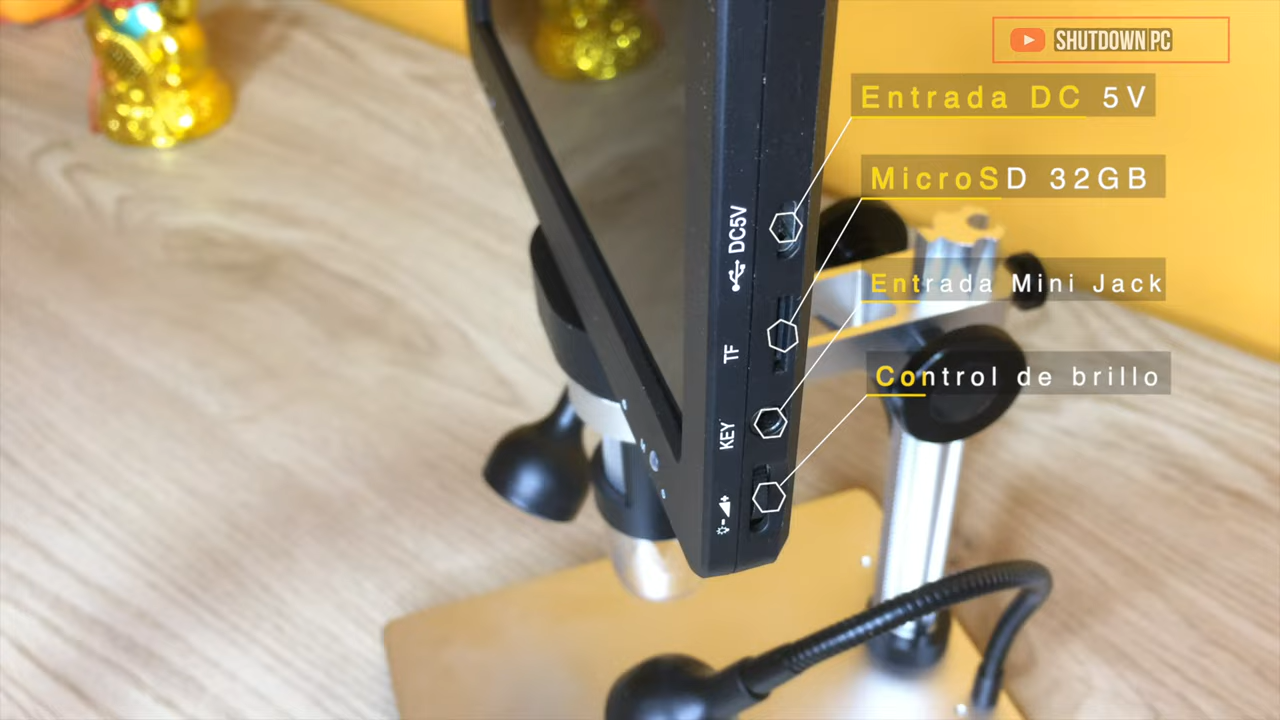 SHUTDOWN PC
Entrada DC 5V
MicroSD 32GB
Entrada Mini Jack
Control de brillo
DC5V
TF
KEY